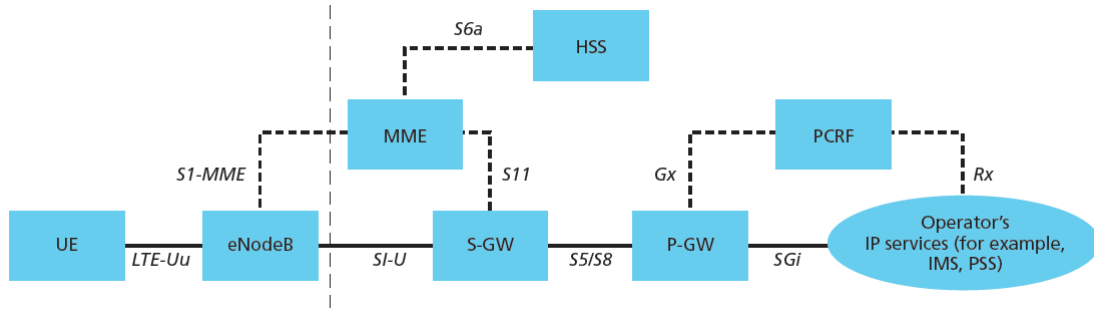 S6a
HSS
MME
PCRF
S1-MME
S11
Gx
Rx
UE
eNodeB
S-GW
P-GW
Operator's
IP services (for example,
IMS, PSS)
LTE-Uu
SI-U
S5/S8
SGi